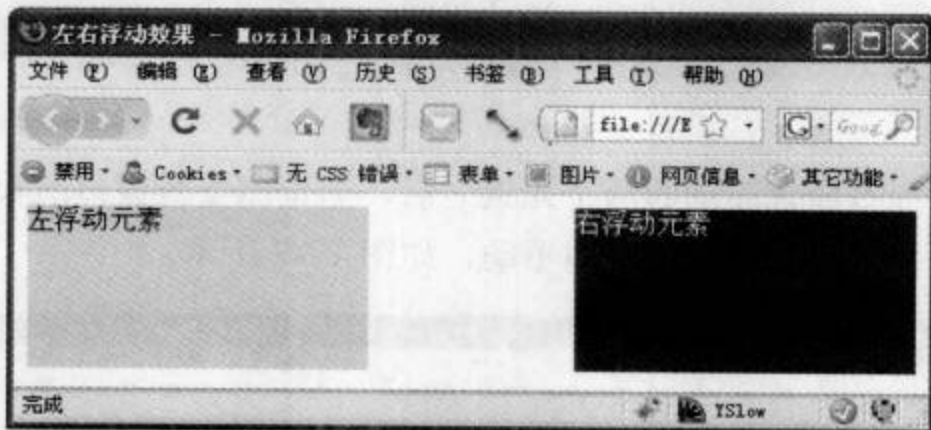 左右浮动效果 - Mozilla Firefox
文件 (F) 编辑 (E) 查看 (V) 历史 (S) 书签 (B) 工具 (T) 帮助 (H)
file:///E
禁用 Cookies 无 CSS 错误 表单 图片 网页信息 其它功能
左浮动元素 右浮动元素
完成 YSlow